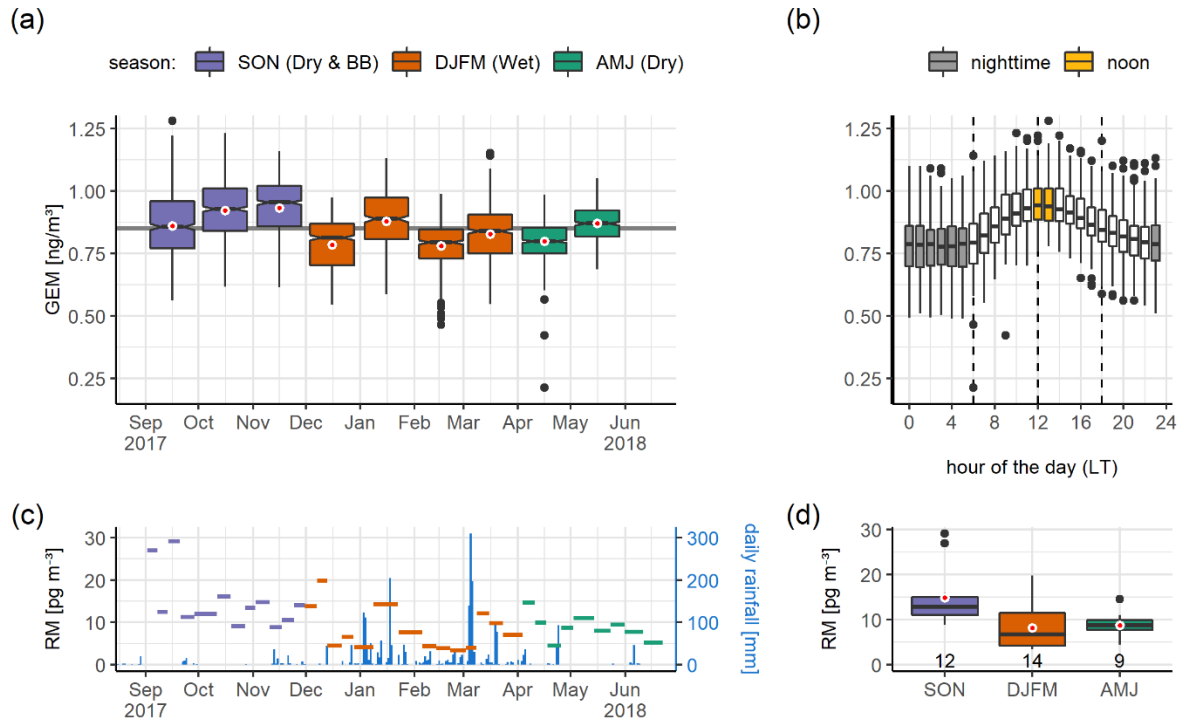 (a)
season: SON (Dry & BB) DJFM (Wet) AMJ (Dry)
GEM [ng/m³]
1.25
1.00
0.75
0.50
0.25
Sep Oct Nov Dec Jan Feb Mar Apr May Jun
2017 2018
(b)
nighttime noon
1.25
1.00
0.75
0.50
0.25
0 4 8 12 16 20 24
hour of the day (LT)
(c)
RM [pg m⁻³]
30
20
10
0
300
200
100
0
daily rainfall [mm]
Sep Oct Nov Dec Jan Feb Mar Apr May Jun
2017 2018
(d)
RM [pg m⁻³]
30
20
10
0
12 14 9
SON DJFM AMJ